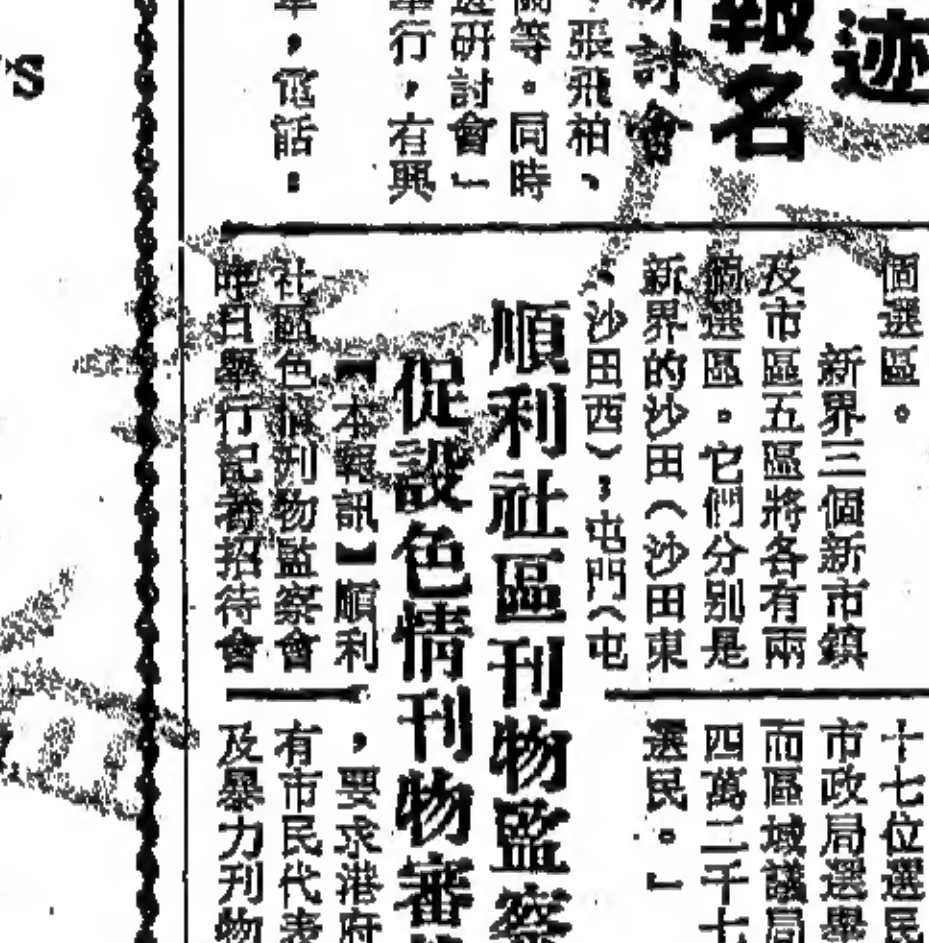 迹
報名
討會
張飛柏、
等。同時
研討會」
行,有興
,電話:
個選區。
新界三個新市鎮
及市區五區將各有兩
個選區。它們分別是
新界的沙田(沙田東
、沙田西);屯門(屯
十七位選民
市政局選舉
而區域議局
四萬二千七
選民。」
順利社區刊物監察
促設色情刊物審
【本報訊】順利
社區色情刊物監察會
昨日舉行記者招待會
,要求港府
有市民代表
及暴力刊物
s